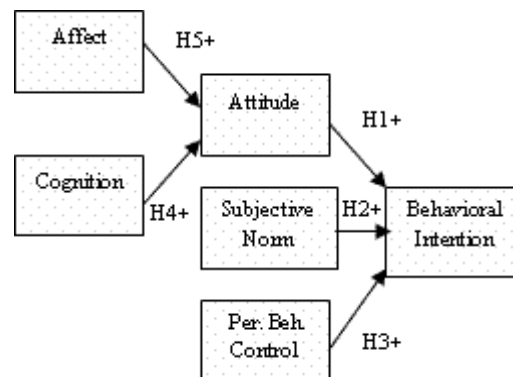 Affect
H5+
Attitude
H1+
Cognition
H4+
Subjective
Norm
H2+
Behavioral
Intention
Per. Beh.
Control
H3+